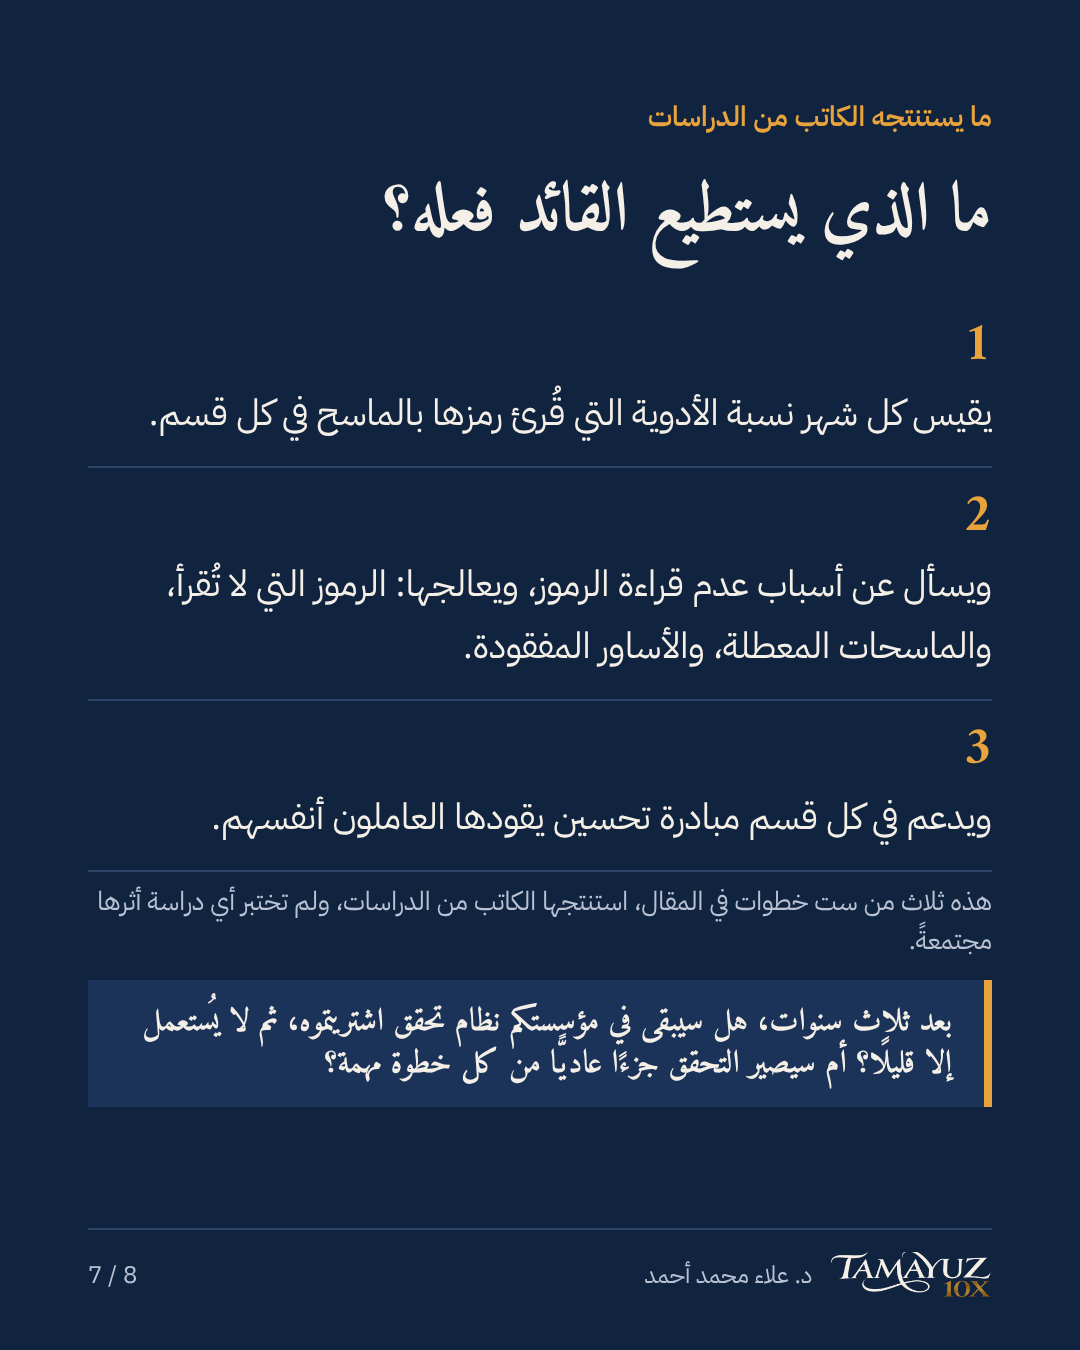 ما يستنتجه الكاتب من الدراسات
ما الذي يستطيع القائد فعله؟
1
يقيس كل شهر نسبة الأدوية التي قُرئ رمزها بالماسح في كل قسم.
2
ويسأل عن أسباب عدم قراءة الرموز، ويعالجها: الرموز التي لا تُقرأ،
والماسحات المعطلة، والأساور المفقودة.
3
ويدعم في كل قسم مبادرة تحسين يقودها العاملون أنفسهم.
هذه ثلاث من ست خطوات في المقال، استنتجها الكاتب من الدراسات، ولم تختبر أي دراسة أثرها
مجتمعةً.
بعد ثلاث سنوات، هل سيبقى في مؤسستكم نظام تحقق اشتريتموه، ثم لا يُستعمل
إلا قليلًا؟ أم سيصير التحقق جزءًا عاديًّا من كل خطوة مهمة؟
TAMAYUZ
10X
د. علاء محمد أحمد
7 / 8